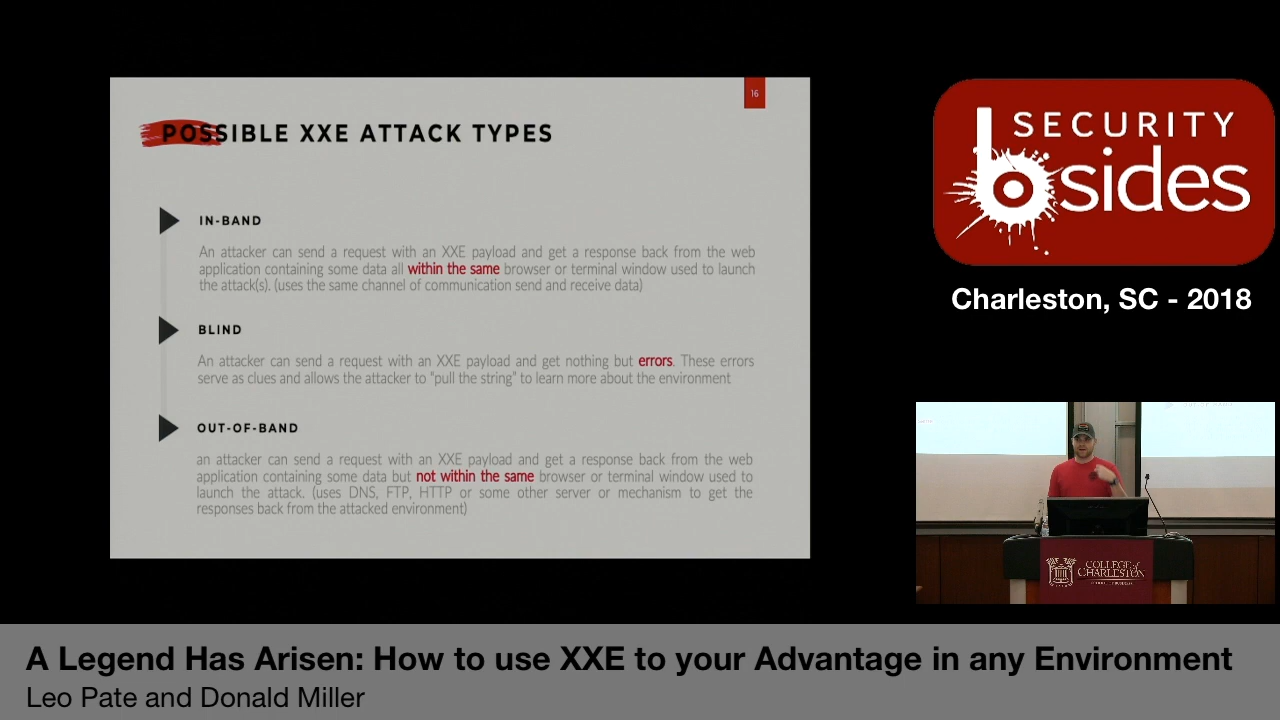 16
POSSIBLE XXE ATTACK TYPES
IN-BAND
An attacker can send a request with an XXE payload and get a response back from the web
application containing some data all within the same browser or terminal window used to launch
the attack(s). (uses the same channel of communication send and receive data)
BLIND
An attacker can send a request with an XXE payload and get nothing but errors. These errors
serve as clues and allows the attacker to "pull the string" to learn more about the environment
OUT-OF-BAND
an attacker can send a request with an XXE payload and get a response back from the web
application containing some data but not within the same browser or terminal window used to
launch the attack. (uses DNS, FTP, HTTP or some other server or mechanism to get the
responses back from the attacked environment)
SECURITY
bsides
Charleston, SC - 2018
COLLEGE of
CHARLESTON
A Legend Has Arisen: How to use XXE to your Advantage in any Environment
Leo Pate and Donald Miller